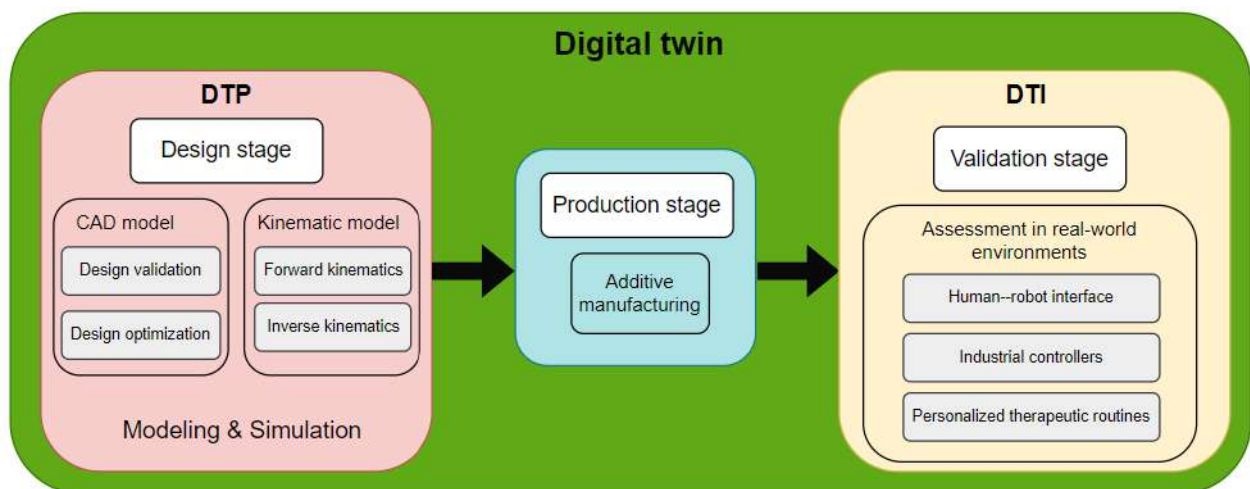 Digital twin
DTP
Design stage
CAD model
Design validation
Design optimization
Kinematic model
Forward kinematics
Inverse kinematics
Modeling & Simulation
Production stage
Additive
manufacturing
DTI
Validation stage
Assessment in real-world
environments
Human--robot interface
Industrial controllers
Personalized therapeutic routines